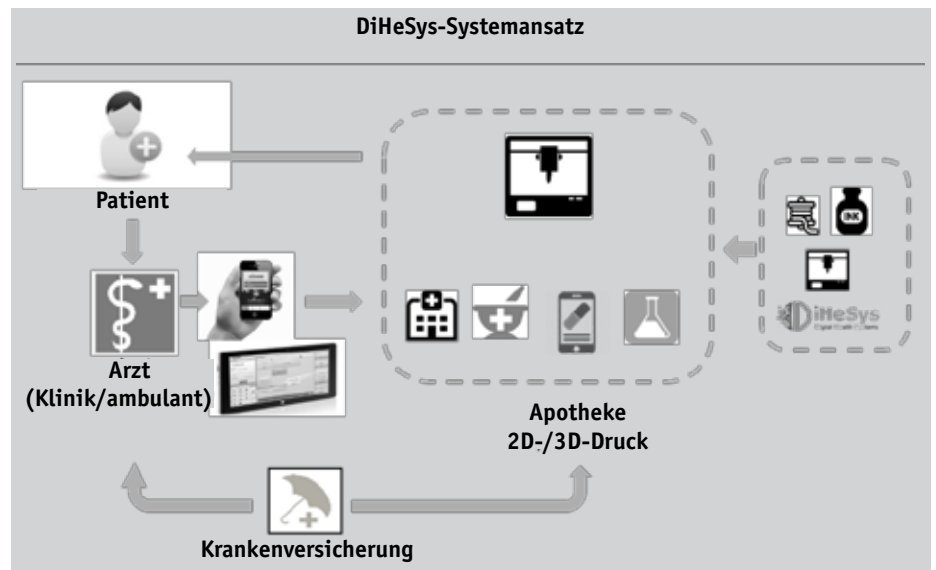 DiHeSys-Systemansatz
Patient
Arzt
(Klinik/ambulant)
INK
DiHeSys
Apotheke
2D-/3D-Druck
Krankenversicherung